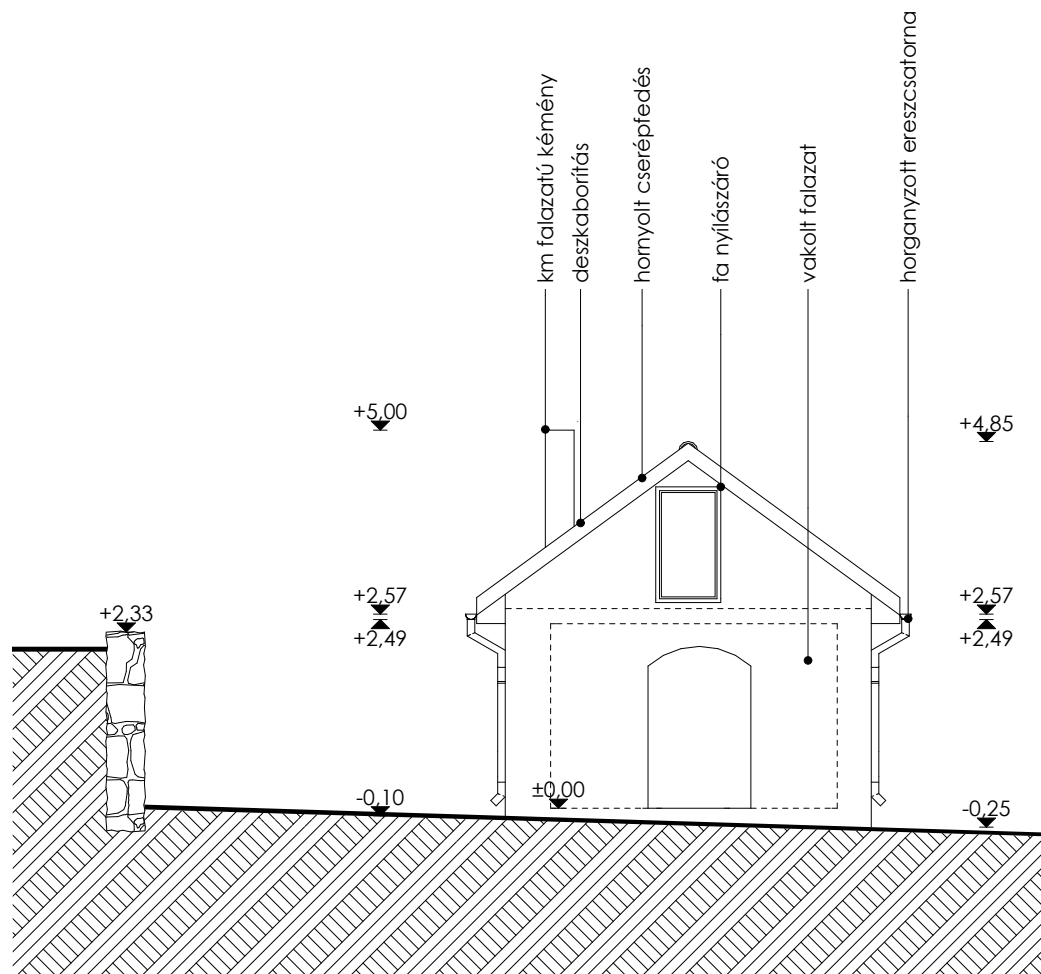 km falazatú kémény
deszkaborítás
hornyolt cserépfedés
fa nyílászáró
vakolt falazat
horganyzott ereszcsatorna
+5,00
+4,85
+2,57
+2,57
+2,33
+2,49
+2,49
±0,00
-0,10
-0,25